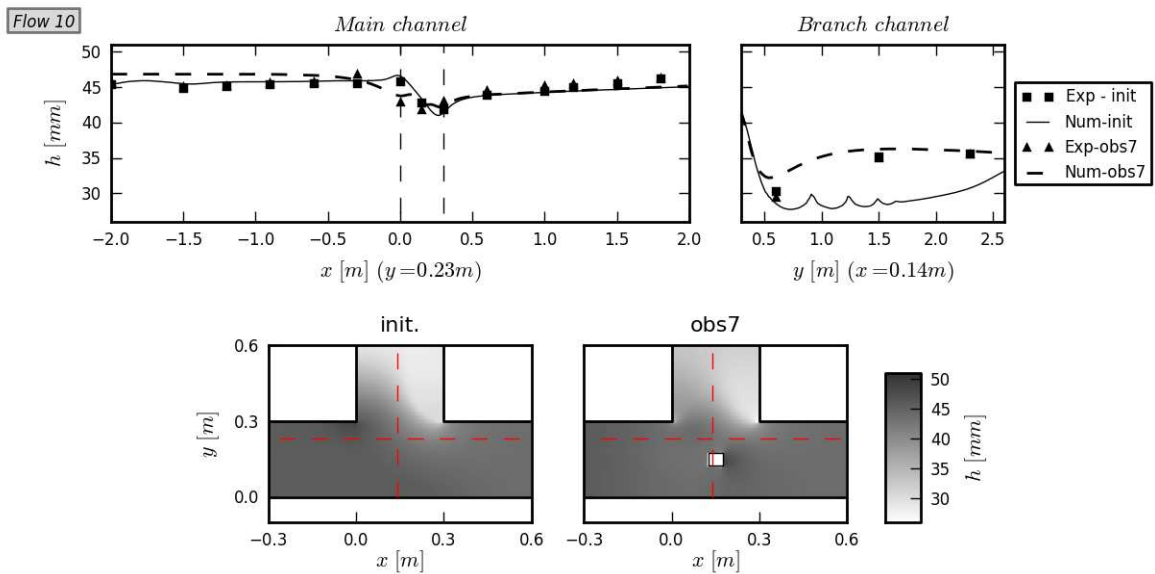 Flow 10
Main channel
Branch channel
50
45
40
35
30
h [mm]
−2.0 −1.5 −1.0 −0.5 0.0 0.5 1.0 1.5 2.0
x [m] (y =0.23m)
0.5 1.0 1.5 2.0 2.5
y [m] (x =0.14m)
Exp - init
Num-init
Exp-obs7
Num-obs7
init.
obs7
0.6
0.3
0.0
y [m]
−0.3 0.0 0.3 0.6
x [m]
−0.3 0.0 0.3 0.6
x [m]
50
45
40
35
30
h [mm]